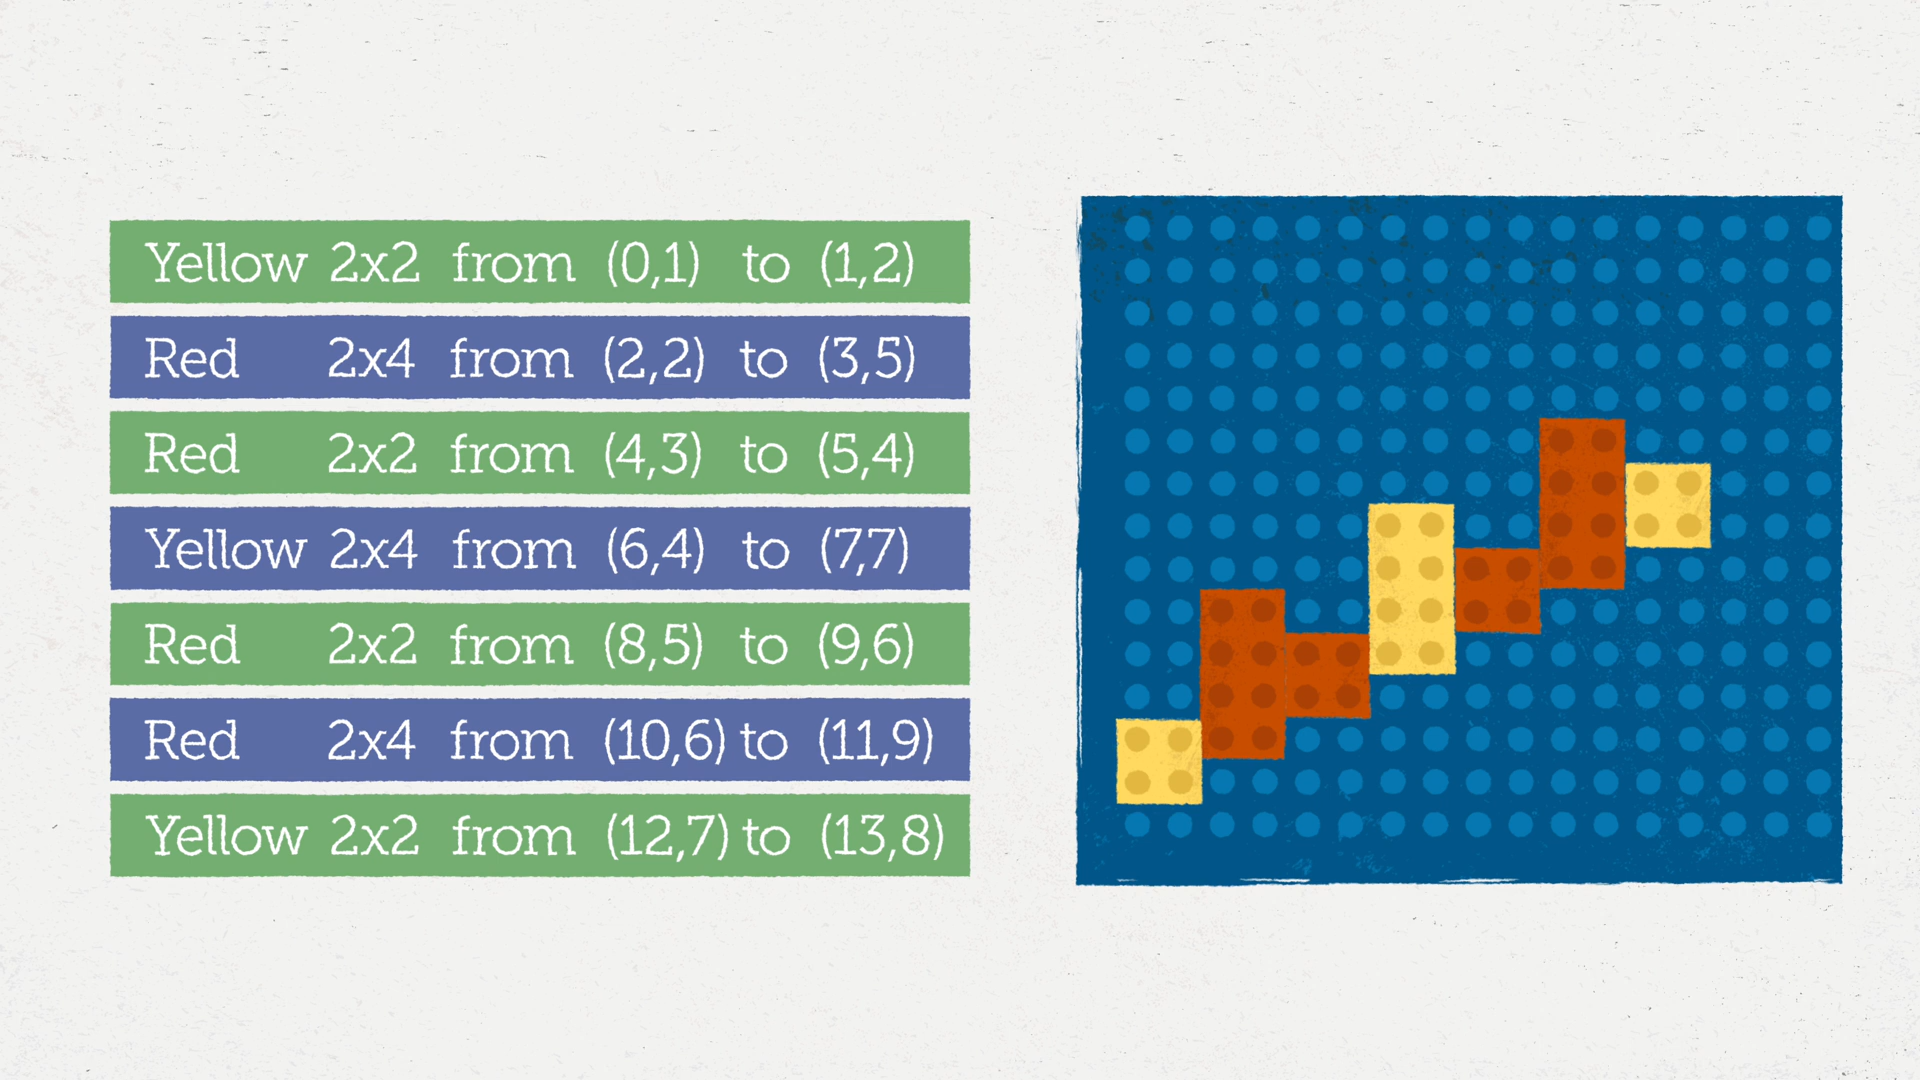 Yellow 2x2 from (0,1) to (1,2)
Red 2x4 from (2,2) to (3,5)
Red 2x2 from (4,3) to (5,4)
Yellow 2x4 from (6,4) to (7,7)
Red 2x2 from (8,5) to (9,6)
Red 2x4 from (10,6) to (11,9)
Yellow 2x2 from (12,7) to (13,8)